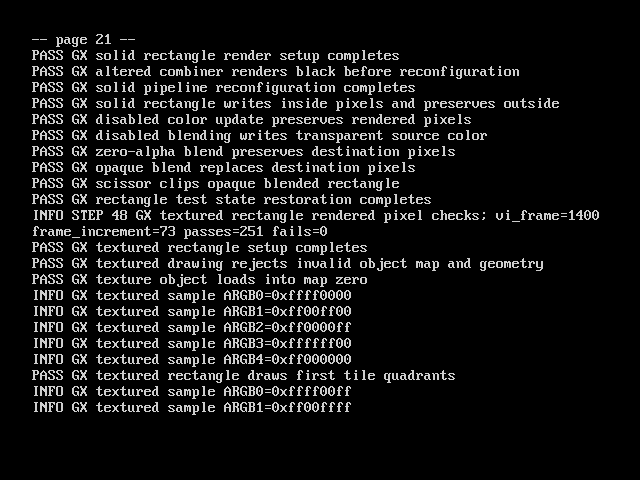 -- page 21 --
PASS GX solid rectangle render setup completes
PASS GX altered combiner renders black before reconfiguration
PASS GX solid pipeline reconfiguration completes
PASS GX solid rectangle writes inside pixels and preserves outside
PASS GX disabled color update preserves rendered pixels
PASS GX disabled blending writes transparent source color
PASS GX zero-alpha blend preserves destination pixels
PASS GX opaque blend replaces destination pixels
PASS GX scissor clips opaque blended rectangle
PASS GX rectangle test state restoration completes
INFO STEP 48 GX textured rectangle rendered pixel checks; vi_frame=1400
frame_increment=73 passes=251 fails=0
PASS GX textured rectangle setup completes
PASS GX textured drawing rejects invalid object map and geometry
PASS GX texture object loads into map zero
INFO GX textured sample ARGB0=0xffff0000
INFO GX textured sample ARGB1=0xff00ff00
INFO GX textured sample ARGB2=0xff0000ff
INFO GX textured sample ARGB3=0xffffff00
INFO GX textured sample ARGB4=0xff000000
PASS GX textured rectangle draws first tile quadrants
INFO GX textured sample ARGB0=0xffff00ff
INFO GX textured sample ARGB1=0xff00ffff